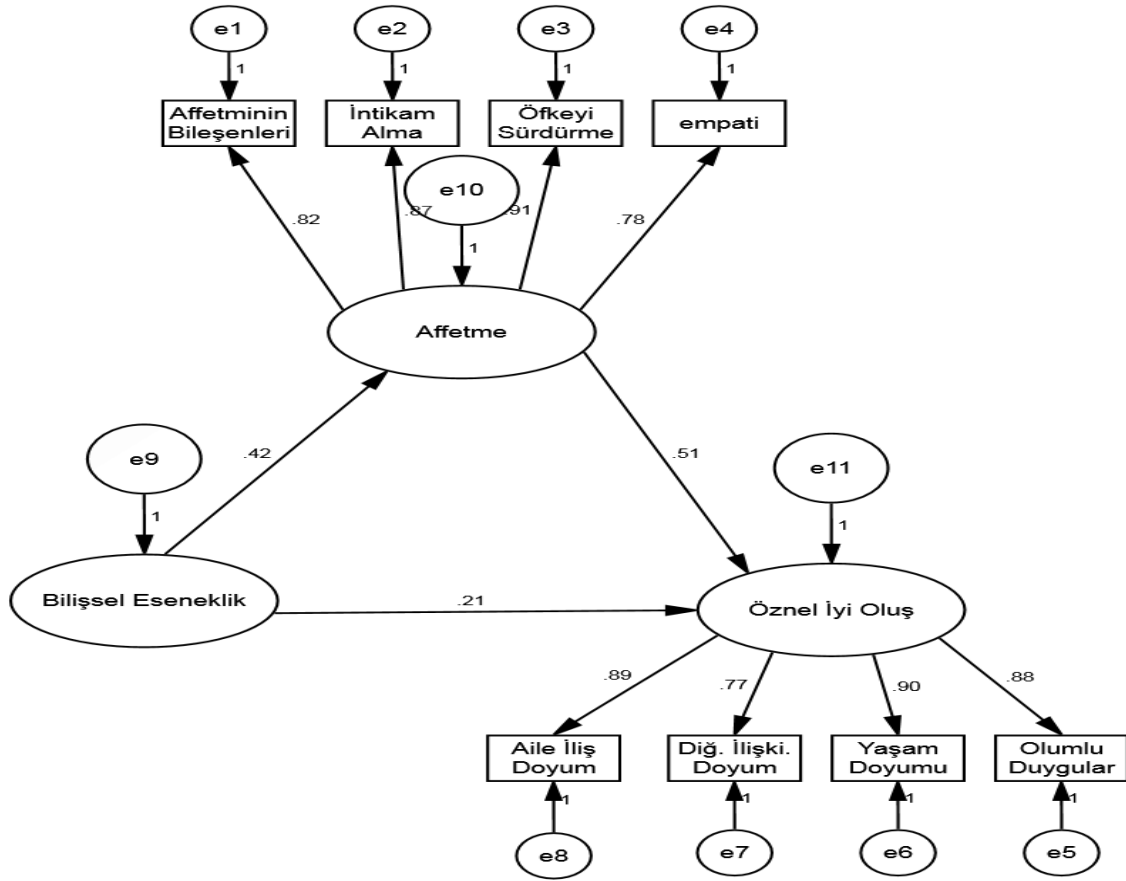 e1
e2
e3
e4
1
1
1
1
Affetminin
Bileşenleri
İntikam
Alma
Öfkeyi
Sürdürme
empati
e10
.82
.87
.91
.78
1
Affetme
e9
.42
.51
e11
1
1
Bilişsel Eseneklik
.21
Öznel İyi Oluş
.89
.77
.90
.88
Aile İliş
Doyum
Diğ. İlişki.
Doyum
Yaşam
Doyumu
Olumlu
Duygular
1
1
1
1
e8
e7
e6
e5